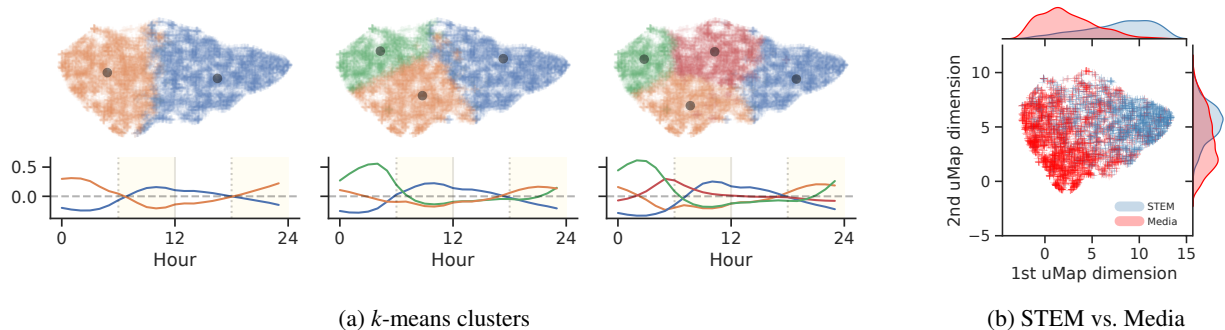 0.5
0.0
0 12 24
Hour
0 12 24
Hour
0 12 24
Hour
(a) k-means clusters
2nd uMap dimension
10
5
0
−5
STEM
Media
0 5 10 15
1st uMap dimension
(b) STEM vs. Media